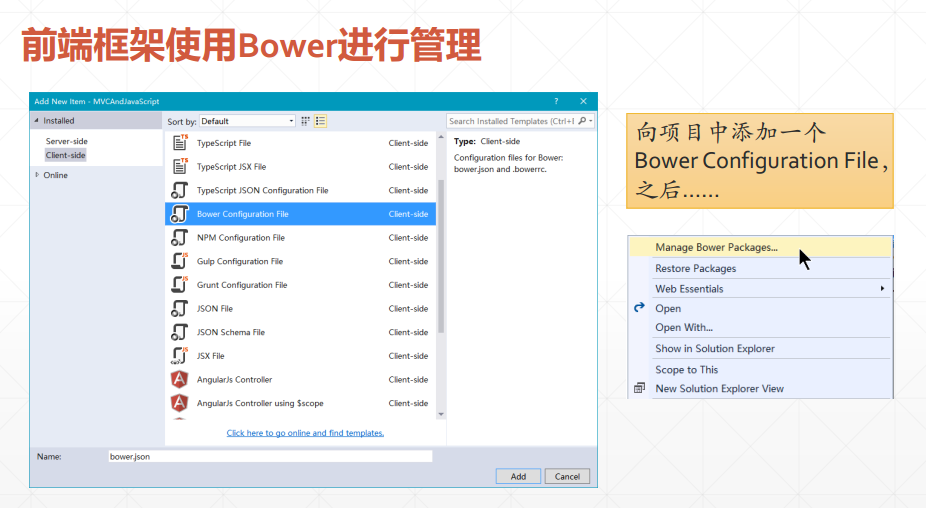 前端框架使用Bower进行管理
Add New Item - MVCAndJavaScript
Installed
Server-side
Client-side
Online
Sort by: Default
Search Installed Templates (Ctrl+
TypeScript File Client-side
TypeScript JSX File Client-side
TypeScript JSON Configuration File Client-side
Bower Configuration File Client-side
NPM Configuration File Client-side
Gulp Configuration File Client-side
Grunt Configuration File Client-side
JSON File Client-side
JSON Schema File Client-side
JSX File Client-side
AngularJs Controller Client-side
AngularJs Controller using $scope Client-side
Click here to go online and find templates.
Type: Client-side
Configuration files for Bower:
bower.json and .bowerrc.
Name: bower.json
Add Cancel
向项目中添加一个
Bower Configuration File，
之后……
Manage Bower Packages...
Restore Packages
Web Essentials
Open
Open With...
Show in Solution Explorer
Scope to This
New Solution Explorer View